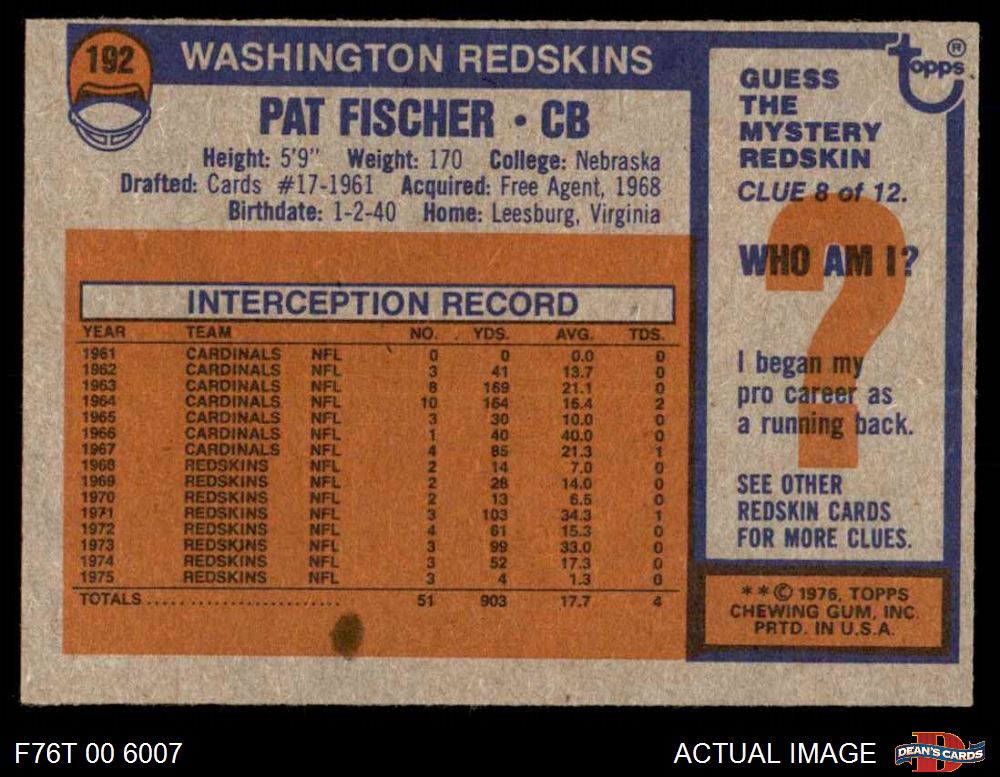 192
WASHINGTON REDSKINS
PAT FISCHER • CB
Height: 5'9" Weight: 170 College: Nebraska
Drafted: Cards #17-1961 Acquired: Free Agent, 1968
Birthdate: 1-2-40 Home: Leesburg, Virginia
INTERCEPTION RECORD
YEAR TEAM NO. YDS. AVG. TDS.
1961 CARDINALS NFL 0 0 0.0 0
1962 CARDINALS NFL 3 41 13.7 0
1963 CARDINALS NFL 8 169 21.1 0
1964 CARDINALS NFL 10 164 16.4 2
1965 CARDINALS NFL 3 30 10.0 0
1966 CARDINALS NFL 1 40 40.0 0
1967 CARDINALS NFL 4 85 21.3 1
1968 REDSKINS NFL 2 14 7.0 0
1969 REDSKINS NFL 2 28 14.0 0
1970 REDSKINS NFL 2 13 6.5 0
1971 REDSKINS NFL 3 103 34.3 1
1972 REDSKINS NFL 4 61 15.3 0
1973 REDSKINS NFL 3 99 33.0 0
1974 REDSKINS NFL 3 52 17.3 0
1975 REDSKINS NFL 3 4 1.3 0
TOTALS........................ 51 903 17.7 4
topps®
GUESS
THE
MYSTERY
REDSKIN
CLUE 8 of 12.
WHO AM I?
?
I began my
pro career as
a running back.
SEE OTHER
REDSKIN CARDS
FOR MORE CLUES.
**© 1976, TOPPS
CHEWING GUM, INC.
PRTD. IN U.S.A.
F76T 00 6007
ACTUAL IMAGE
D
DEAN'S CARDS